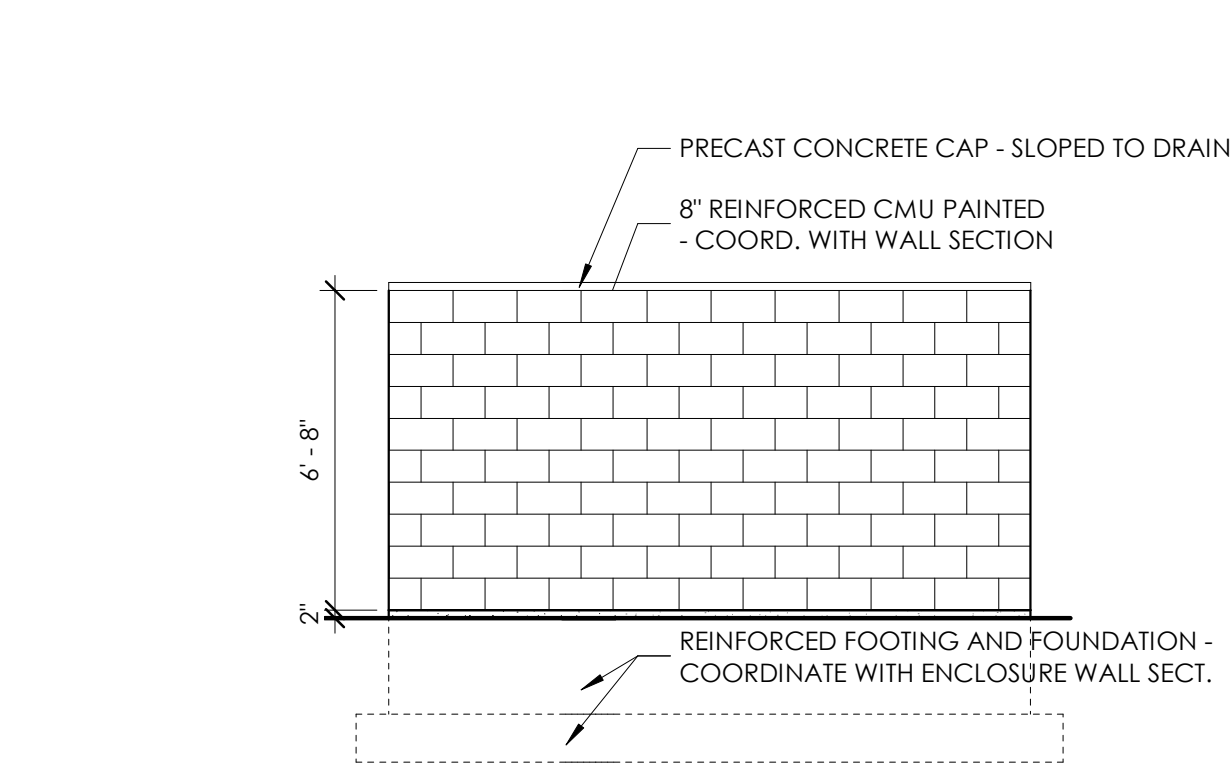 PRECAST CONCRETE CAP - SLOPED TO DRAIN
8" REINFORCED CMU PAINTED
- COORD. WITH WALL SECTION
6' - 8"
2"
REINFORCED FOOTING AND FOUNDATION -
COORDINATE WITH ENCLOSURE WALL SECT.